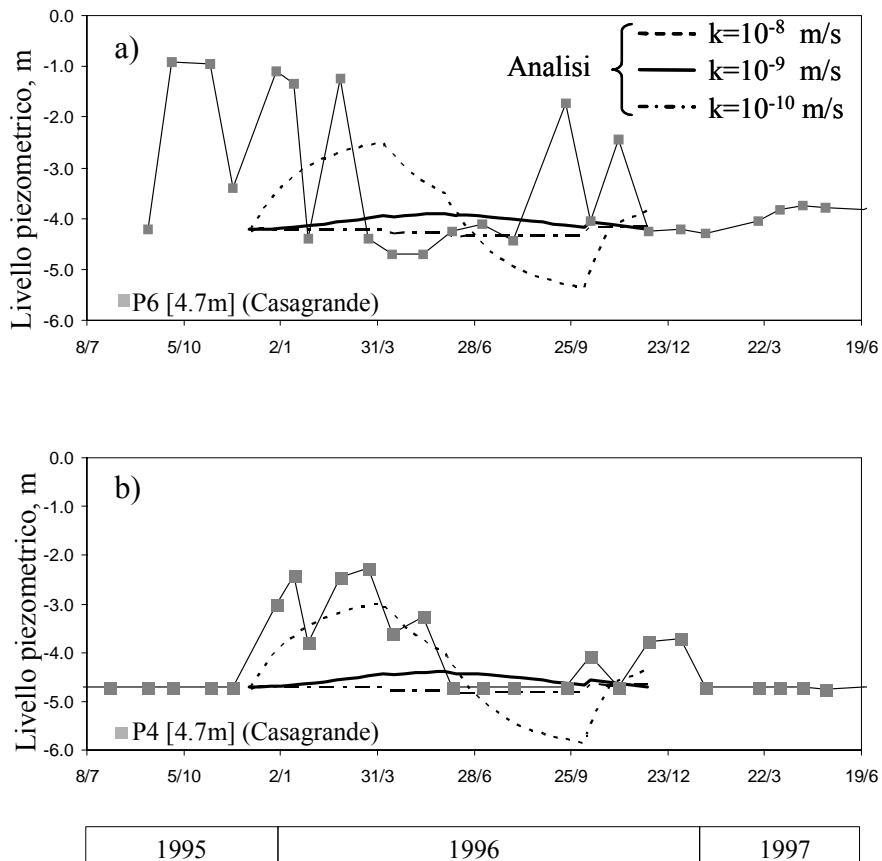 a)
Analisi
k=10⁻⁸ m/s
k=10⁻⁹ m/s
k=10⁻¹⁰ m/s
Livello piezometrico, m
0.0
-1.0
-2.0
-3.0
-4.0
-5.0
-6.0
P6 [4.7m] (Casagrande)
8/7 5/10 2/1 31/3 28/6 25/9 23/12 22/3 19/6
b)
Livello piezometrico, m
0.0
-1.0
-2.0
-3.0
-4.0
-5.0
-6.0
P4 [4.7m] (Casagrande)
8/7 5/10 2/1 31/3 28/6 25/9 23/12 22/3 19/6
1995 1996 1997